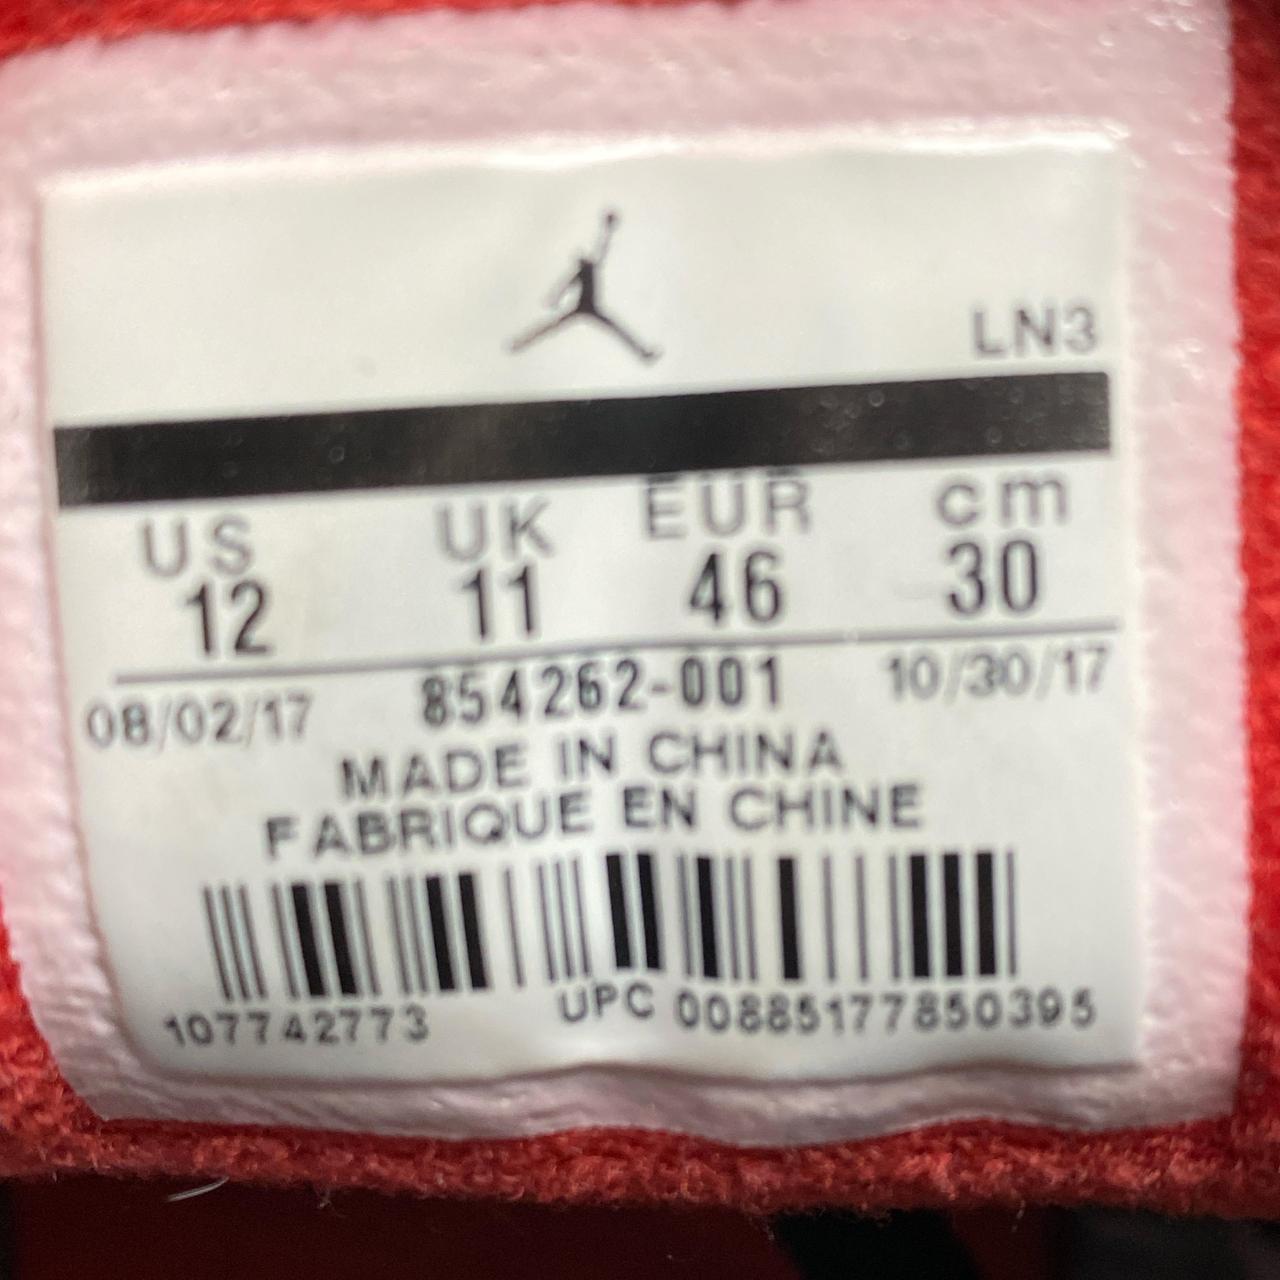 LN3
US UK EUR cm
12 11 46 30
08/02/17 854262-001 10/30/17
MADE IN CHINA
FABRIQUE EN CHINE
107742773 UPC 00885177850395